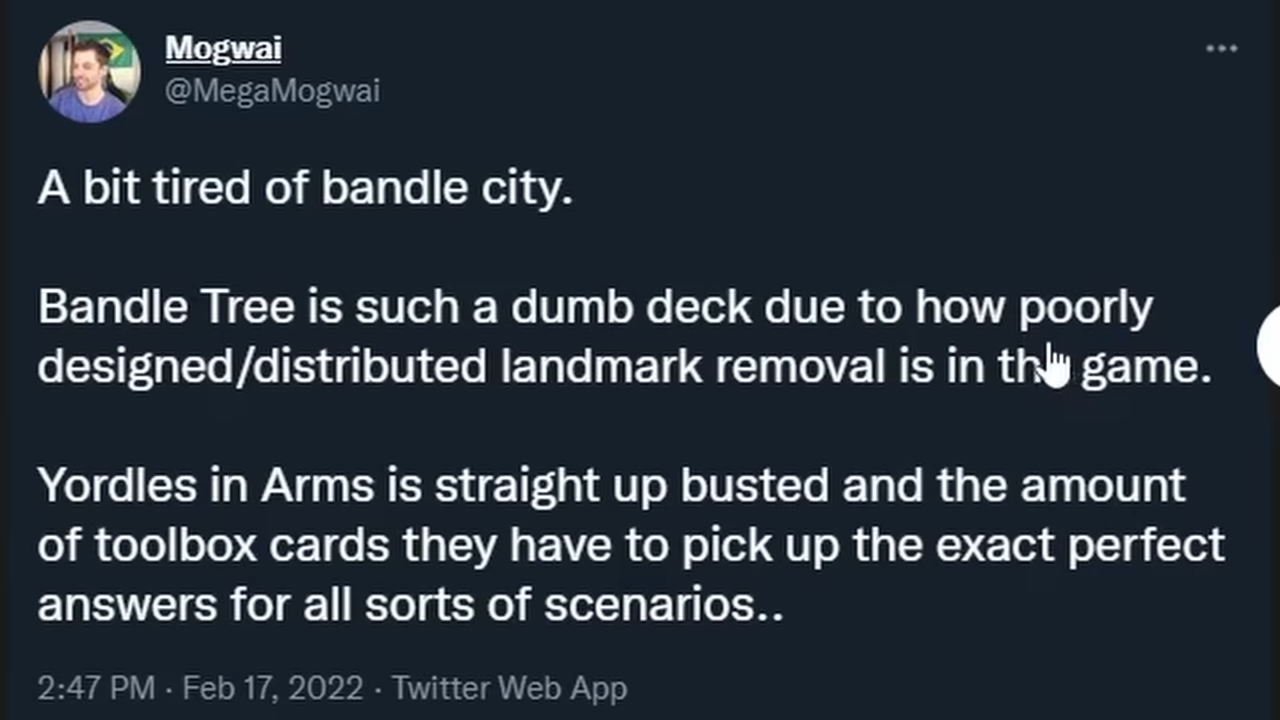 Mogwai
@MegaMogwai
A bit tired of bandle city.
Bandle Tree is such a dumb deck due to how poorly
designed/distributed landmark removal is in the game.
Yordles in Arms is straight up busted and the amount
of toolbox cards they have to pick up the exact perfect
answers for all sorts of scenarios..
2:47 PM · Feb 17, 2022 · Twitter Web App